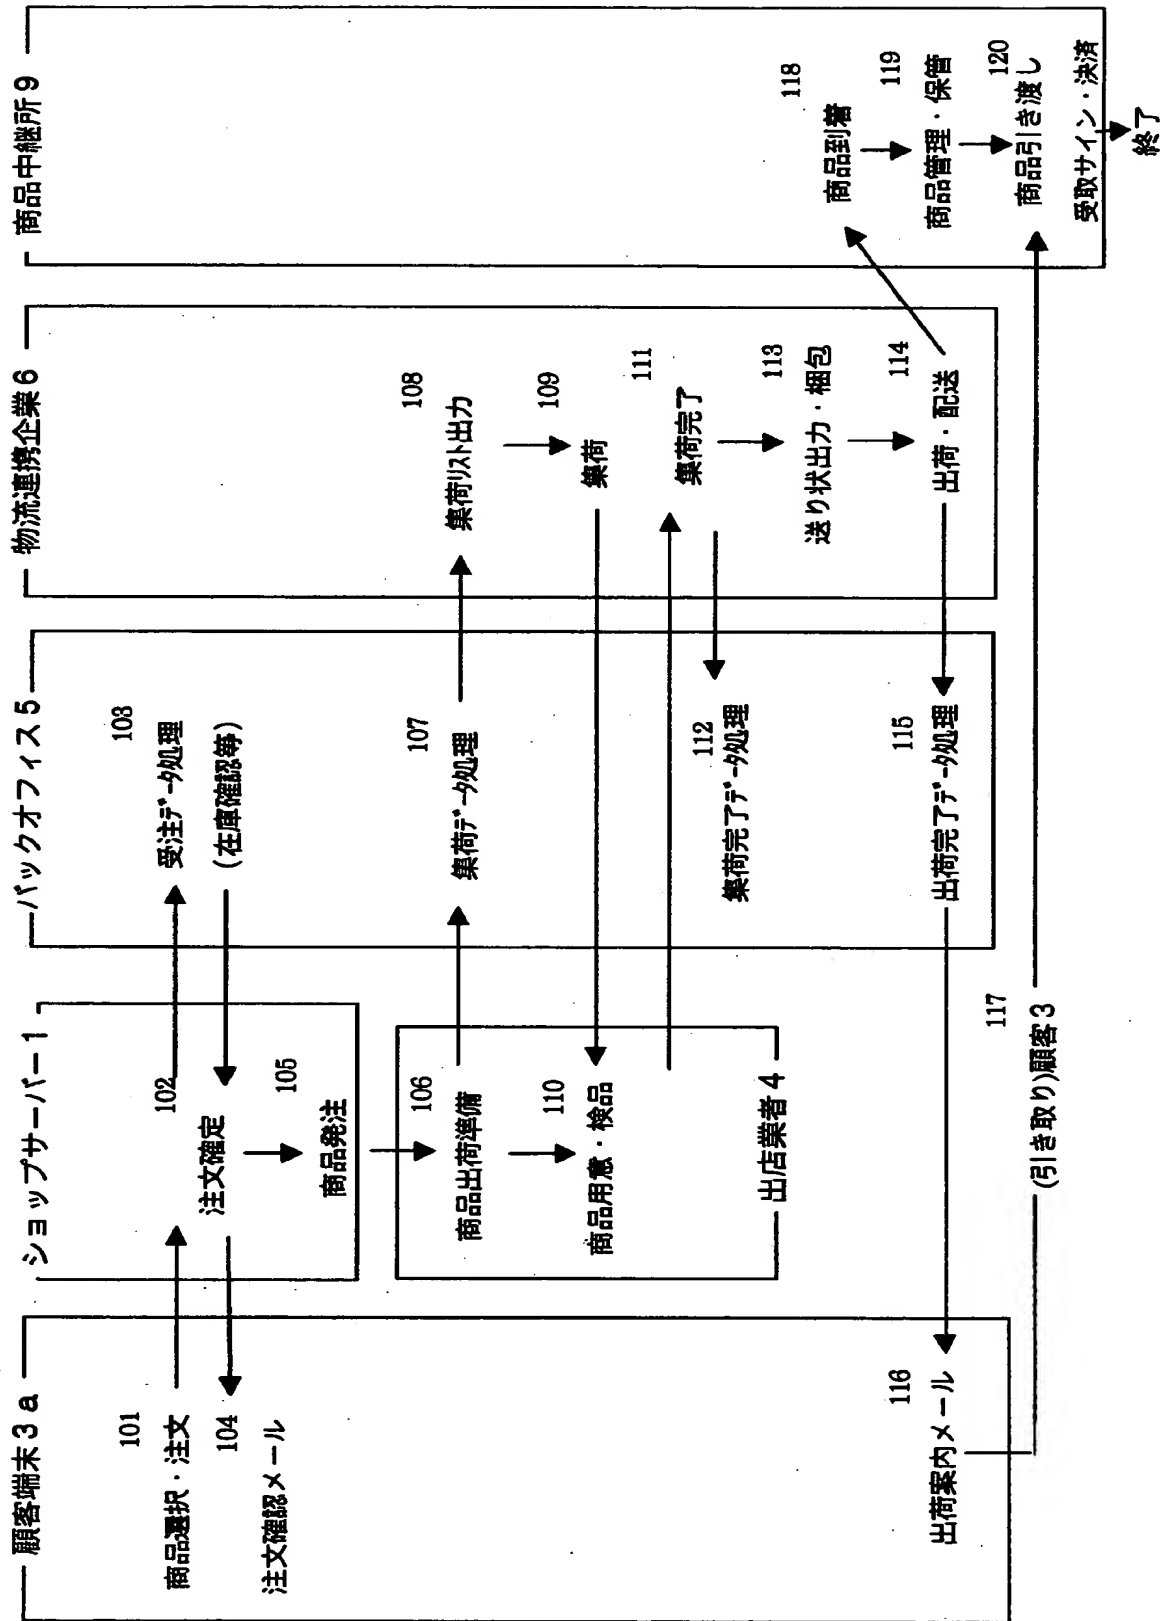 顧客端末3a
101
商品選択・注文
104
注文確認メール
116
出荷案内メール
ショップサーバー1
102
注文確定
105
商品発注
106
商品出荷準備
110
商品用意・検品
出店業者4
117
(引き取り)顧客3
バックオフィス5
103
受注データ処理
(在庫確認等)
107
集荷データ処理
112
集荷完了データ処理
115
出荷完了データ処理
物流連携企業6
108
集荷リスト出力
109
集荷
111
集荷完了
113
送り状出力・梱包
114
出荷・配送
商品中継所9
118
商品到着
119
商品管理・保管
120
商品引き渡し
受取サイン・決済
終了